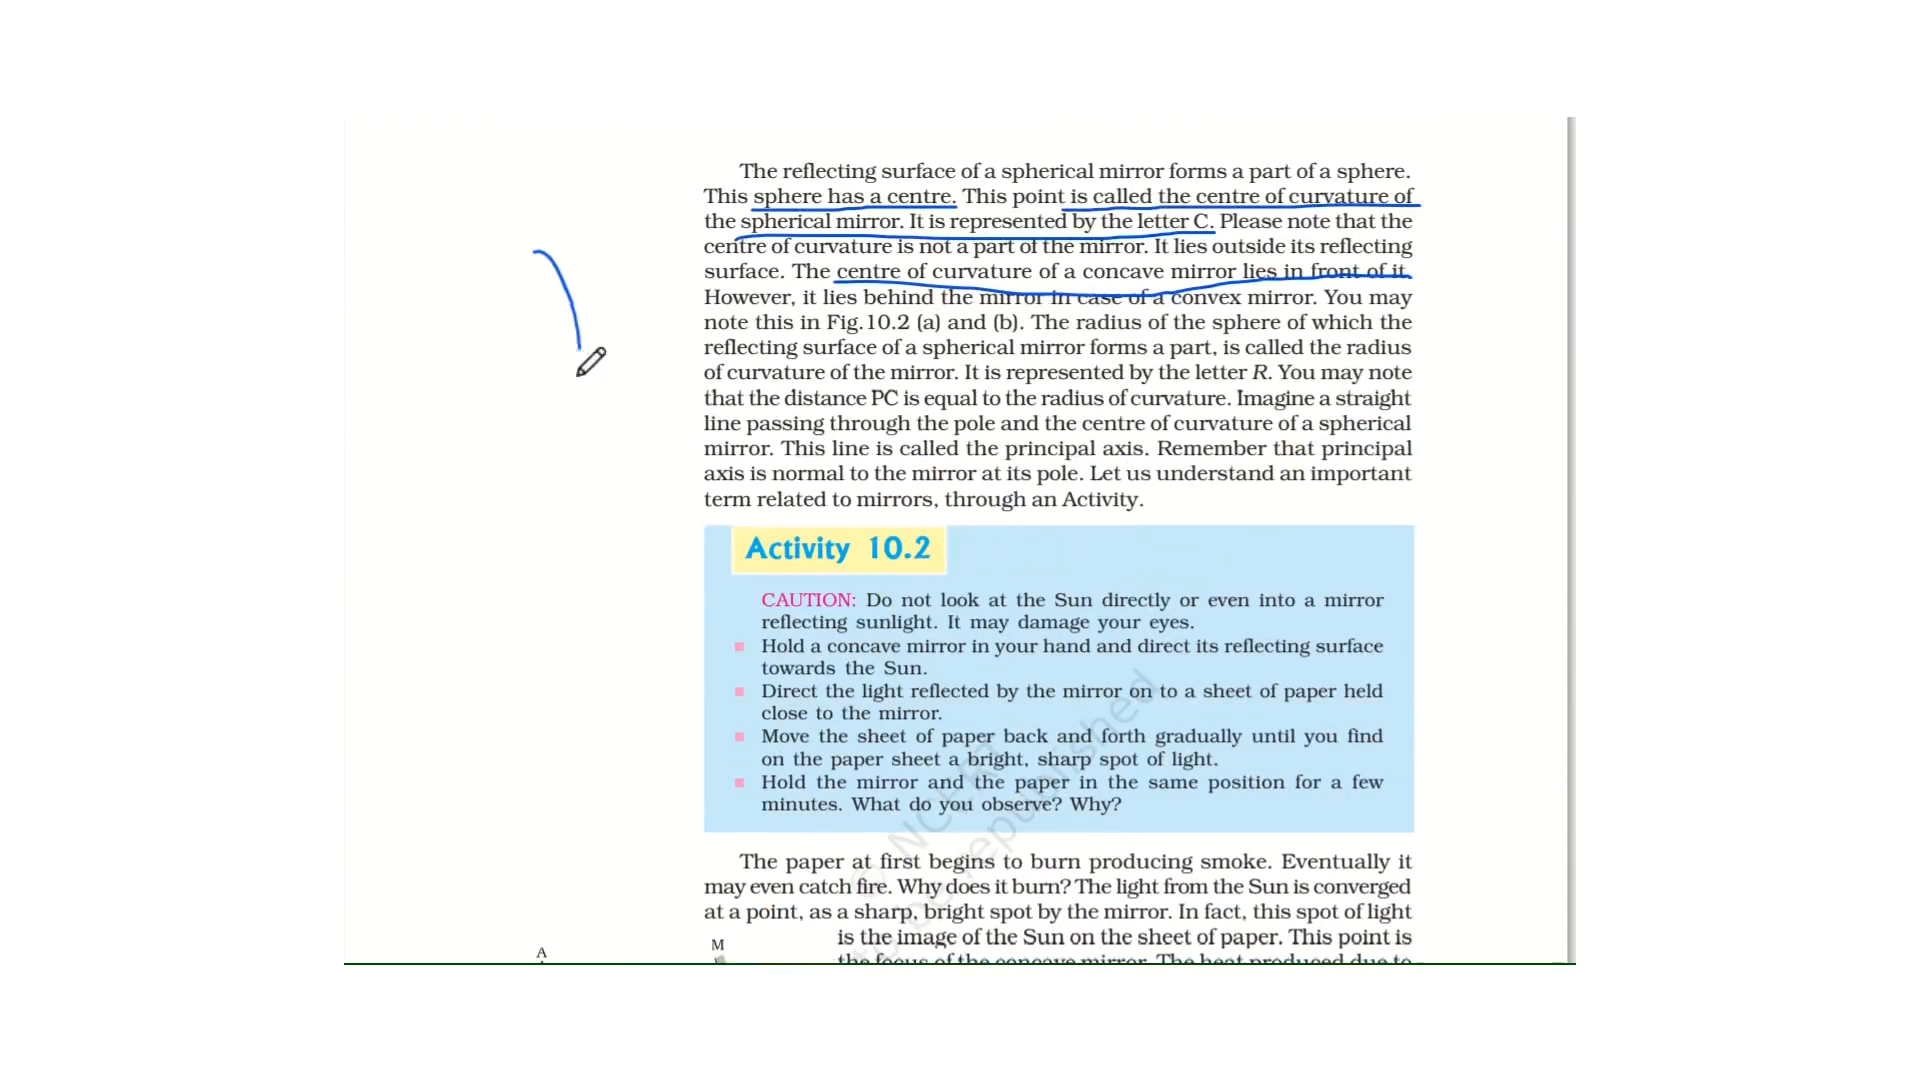 The reflecting surface of a spherical mirror forms a part of a sphere.
This sphere has a centre. This point is called the centre of curvature of
the spherical mirror. It is represented by the letter C. Please note that the
centre of curvature is not a part of the mirror. It lies outside its reflecting
surface. The centre of curvature of a concave mirror lies in front of it.
However, it lies behind the mirror in case of a convex mirror. You may
note this in Fig.10.2 (a) and (b). The radius of the sphere of which the
reflecting surface of a spherical mirror forms a part, is called the radius
of curvature of the mirror. It is represented by the letter R. You may note
that the distance PC is equal to the radius of curvature. Imagine a straight
line passing through the pole and the centre of curvature of a spherical
mirror. This line is called the principal axis. Remember that principal
axis is normal to the mirror at its pole. Let us understand an important
term related to mirrors, through an Activity.
Activity 10.2
CAUTION: Do not look at the Sun directly or even into a mirror
reflecting sunlight. It may damage your eyes.
Hold a concave mirror in your hand and direct its reflecting surface
towards the Sun.
Direct the light reflected by the mirror on to a sheet of paper held
close to the mirror.
Move the sheet of paper back and forth gradually until you find
on the paper sheet a bright, sharp spot of light.
Hold the mirror and the paper in the same position for a few
minutes. What do you observe? Why?
© NCERT
to be republished
The paper at first begins to burn producing smoke. Eventually it
may even catch fire. Why does it burn? The light from the Sun is converged
at a point, as a sharp, bright spot by the mirror. In fact, this spot of light
is the image of the Sun on the sheet of paper. This point is
the focus of the concave mirror. The heat produced due to
A
M